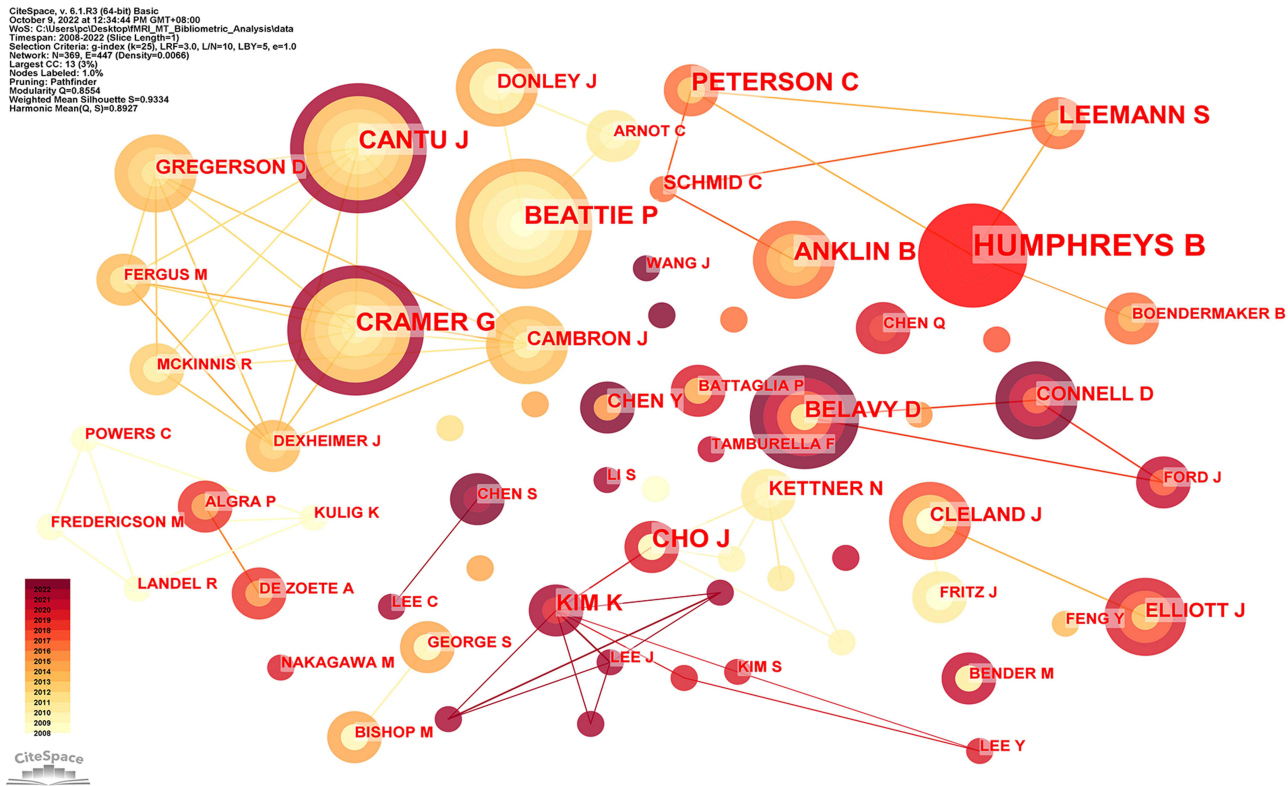 CiteSpace, v. 6.1.R3 (64-bit) Basic
October 9, 2022 at 12:34:44 PM GMT+08:00
WoS: C:\Users\pc\Desktop\fMRI_MT_Bibliometric_Analysis\data
Timespan: 2008-2022 (Slice Length=1)
Selection Criteria: g-index (k=25), LRF=3.0, L/N=10, LBY=5, e=1.0
Network: N=369, E=447 (Density=0.0066)
Largest CC: 13 (3%)
Nodes Labeled: 1.0%
Pruning: Pathfinder
Modularity Q=0.8554
Weighted Mean Silhouette S=0.9334
Harmonic Mean(Q, S)=0.8927
DONLEY J
PETERSON C
LEEMANN S
ARNOT C
CANTU J
GREGERSON D
SCHMID C
BEATTIE P
ANKLIN B
HUMPHREYS B
WANG J
FERGUS M
BOENDERMAKER B
CRAMER G
CHEN Q
CAMBRON J
MCKINNIS R
BATTAGLIA P
CHEN Y
CONNELL D
BELAVY D
POWERS C
DEXHEIMER J
TAMBURELLA F
LI S
FORD J
CHEN S
KETTNER N
ALGRA P
KULIG K
FREDERICSON M
CLELAND J
CHO J
LANDEL R
DE ZOETE A
FRITZ J
LEE C
KIM K
ELLIOTT J
FENG Y
GEORGE S
LEE J
NAKAGAWA M
KIM S
BENDER M
BISHOP M
LEE Y
2022
2021
2020
2019
2018
2017
2016
2015
2014
2013
2012
2011
2010
2009
2008
CiteSpace